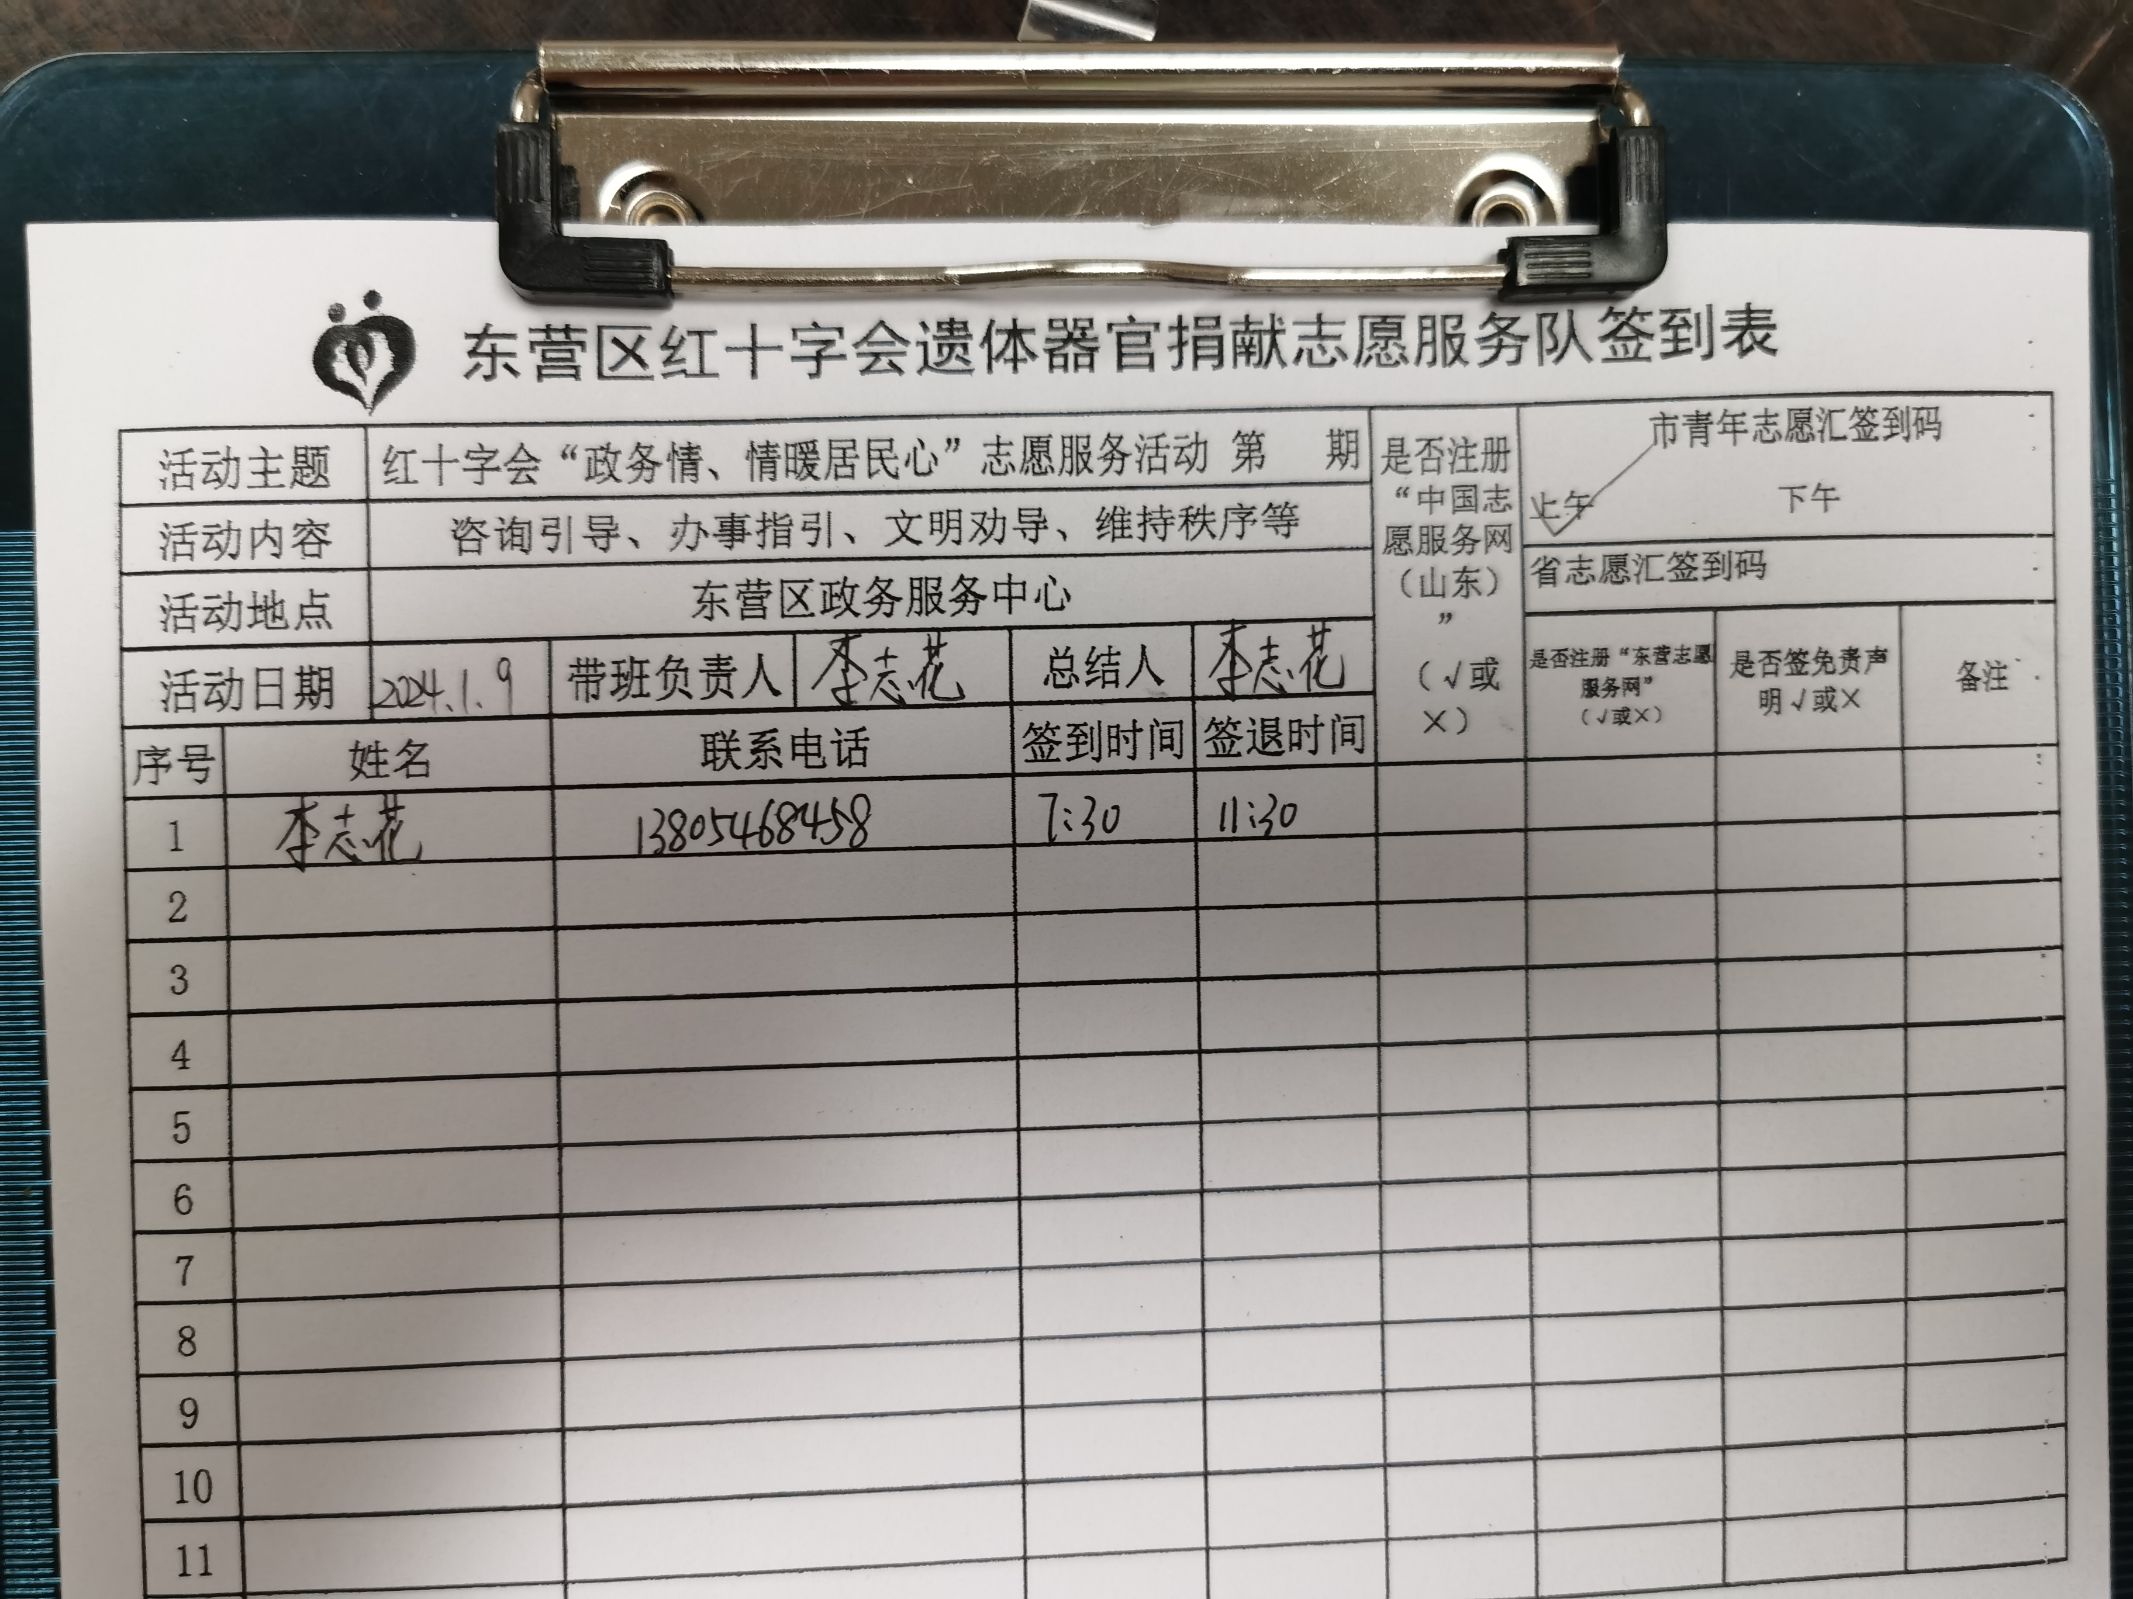 东营区红十字会遗体器官捐献志愿服务队签到表
活动主题 红十字会“政务情、情暖居民心”志愿服务活动 第 期
活动内容 咨询引导、办事指引、文明劝导、维持秩序等
活动地点 东营区政务服务中心
活动日期 2024.1.9 带班负责人 李志花 总结人 李志花
是否注册
“中国志
愿服务网
（山东）
”
（√或
×）
市青年志愿汇签到码
上午 下午
省志愿汇签到码
是否注册“东营志愿
服务网”
（√或×）
是否签免责声
明√或×
备注
序号 姓名 联系电话 签到时间 签退时间
1 李志花 13805468458 7:30 11:30
2
3
4
5
6
7
8
9
10
11